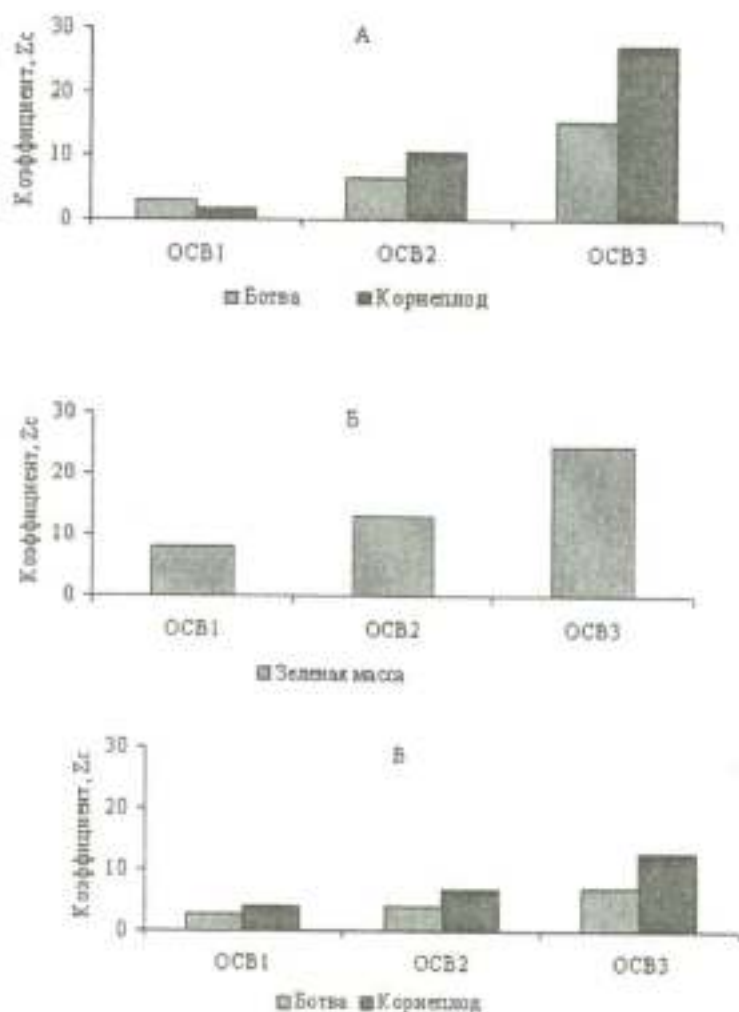 А
Коэффициент, Zc
30
20
10
0
ОСВ1 ОСВ2 ОСВ3
Ботва Корнеплод
Б
Коэффициент, Zc
30
20
10
0
ОСВ1 ОСВ2 ОСВ3
Зеленая масса
В
Коэффициент, Zc
30
20
10
0
ОСВ1 ОСВ2 ОСВ3
Ботва Корнеплод